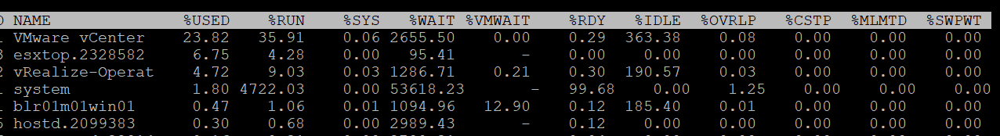 D NAME %USED %RUN %SYS %WAIT %VMWAIT %RDY %IDLE %OVRLP %CSTP %MLMTD %SWPWT
1 VMware vCenter 23.82 35.91 0.06 2655.50 0.00 0.29 363.38 0.08 0.00 0.00 0.00
3 esxtop.2328582 6.75 4.28 0.00 95.41 - 0.00 0.00 0.00 0.00 0.00 0.00
2 vRealize-Operat 4.72 9.03 0.03 1286.71 0.21 0.30 190.57 0.03 0.00 0.00 0.00
1 system 1.80 4722.03 0.00 53618.23 - 99.68 0.00 1.25 0.00 0.00 0.00
1 blr01m01win01 0.47 1.06 0.01 1094.96 12.90 0.12 185.40 0.01 0.00 0.00 0.00
5 hostd.2099383 0.30 0.68 0.00 2989.43 - 0.12 0.00 0.00 0.00 0.00 0.00